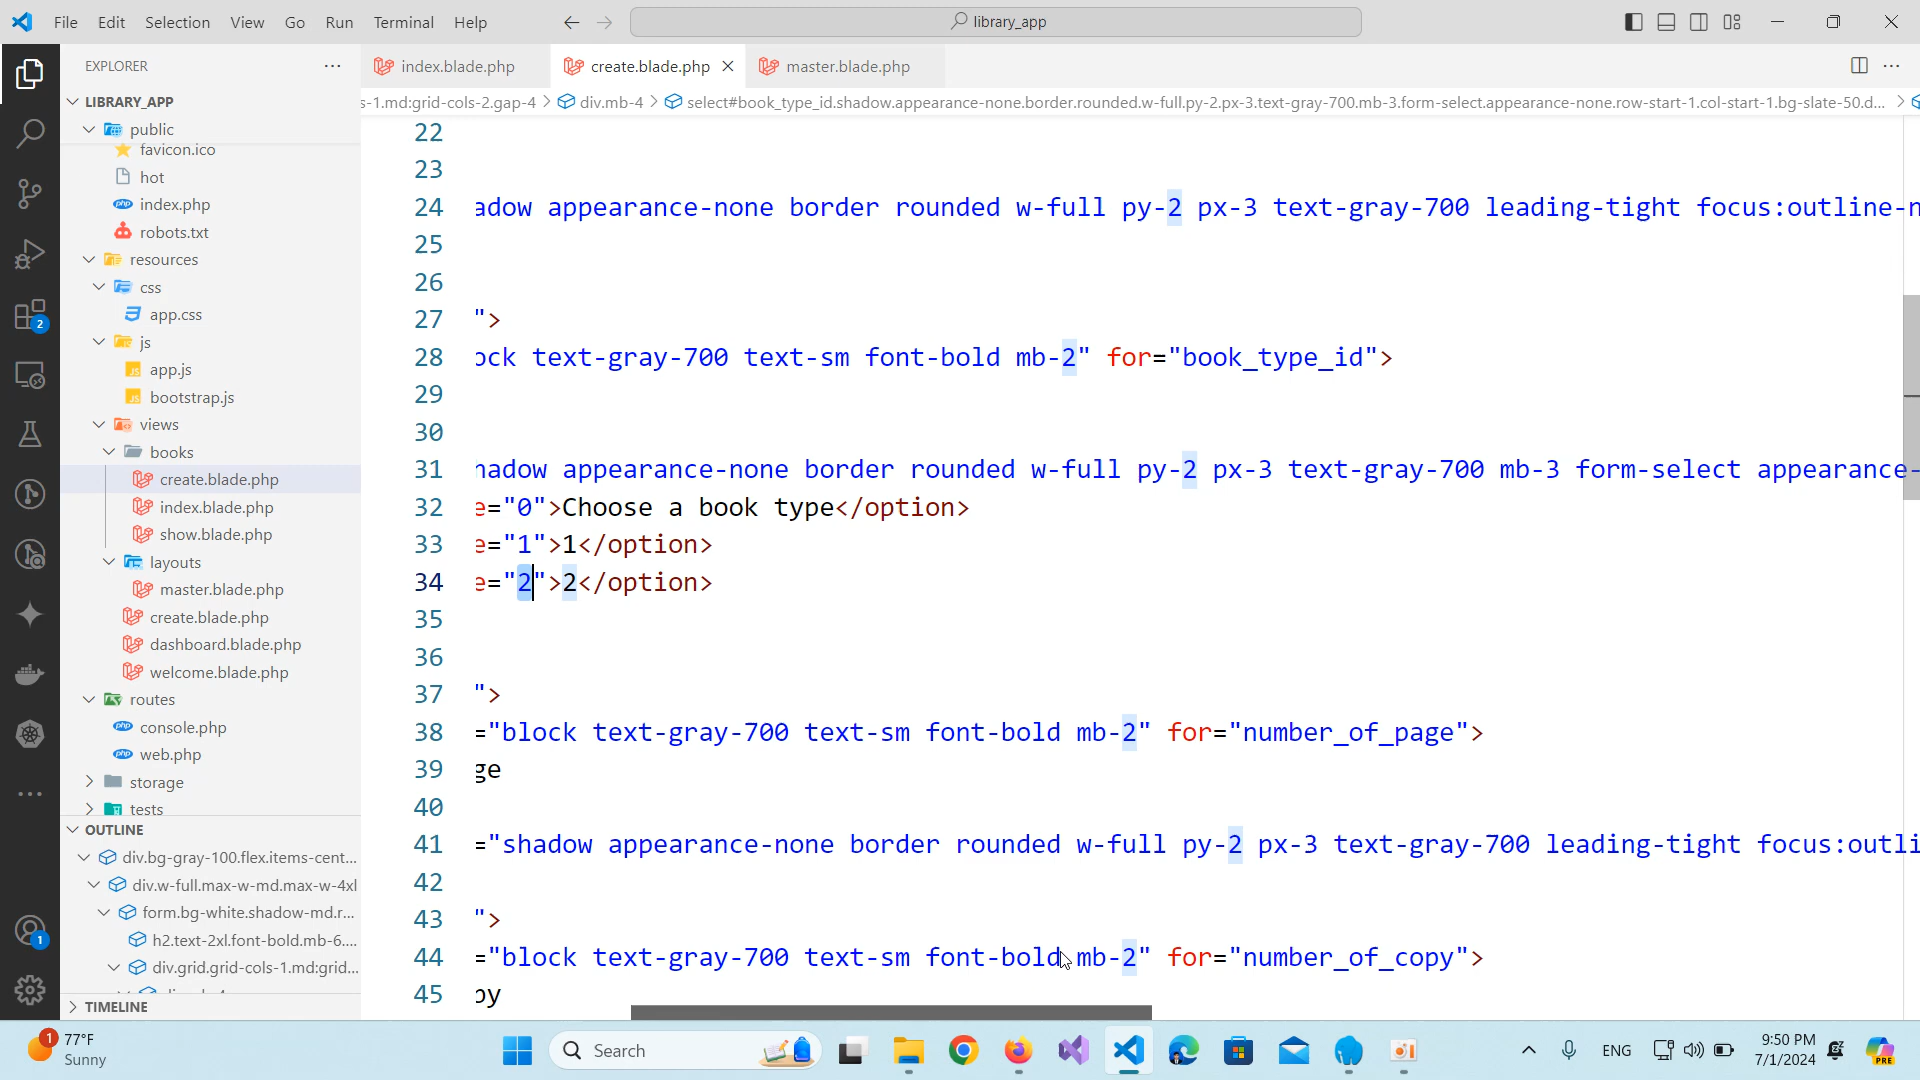 File Edit Selection View Go Run Terminal Help
library_app
EXPLORER
LIBRARY_APP
public
favicon.ico
hot
index.php
robots.txt
resources
css
app.css
js
app.js
bootstrap.js
views
books
create.blade.php
index.blade.php
show.blade.php
layouts
master.blade.php
create.blade.php
dashboard.blade.php
welcome.blade.php
routes
console.php
web.php
storage
tests
OUTLINE
div.bg-gray-100.flex.items-cent...
div.w-full.max-w-md.max-w-4xl
form.bg-white.shadow-md.r...
h2.text-2xl.font-bold.mb-6....
div.grid.grid-cols-1.md:grid...
TIMELINE
2
1
index.blade.php create.blade.php master.blade.php
s-1.md:grid-cols-2.gap-4 > div.mb-4 > select#book_type_id.shadow.appearance-none.border.rounded.w-full.py-2.px-3.text-gray-700.mb-3.form-select.appearance-none.row-start-1.col-start-1.bg-slate-50.d... >
22
23
24 adow appearance-none border rounded w-full py-2 px-3 text-gray-700 leading-tight focus:outline-n
25
26
27 ">
28 ock text-gray-700 text-sm font-bold mb-2" for="book_type_id">
29
30
31 hadow appearance-none border rounded w-full py-2 px-3 text-gray-700 mb-3 form-select appearance-
32 e="0">Choose a book type</option>
33 e="1">1</option>
34 e="2">2</option>
35
36
37 ">
38 ="block text-gray-700 text-sm font-bold mb-2" for="number_of_page">
39 ge
40
41 ="shadow appearance-none border rounded w-full py-2 px-3 text-gray-700 leading-tight focus:outli
42
43 ">
44 ="block text-gray-700 text-sm font-bold mb-2" for="number_of_copy">
45 py
1
77°F
Sunny
Search
ENG
9:50 PM
7/1/2024
PRE